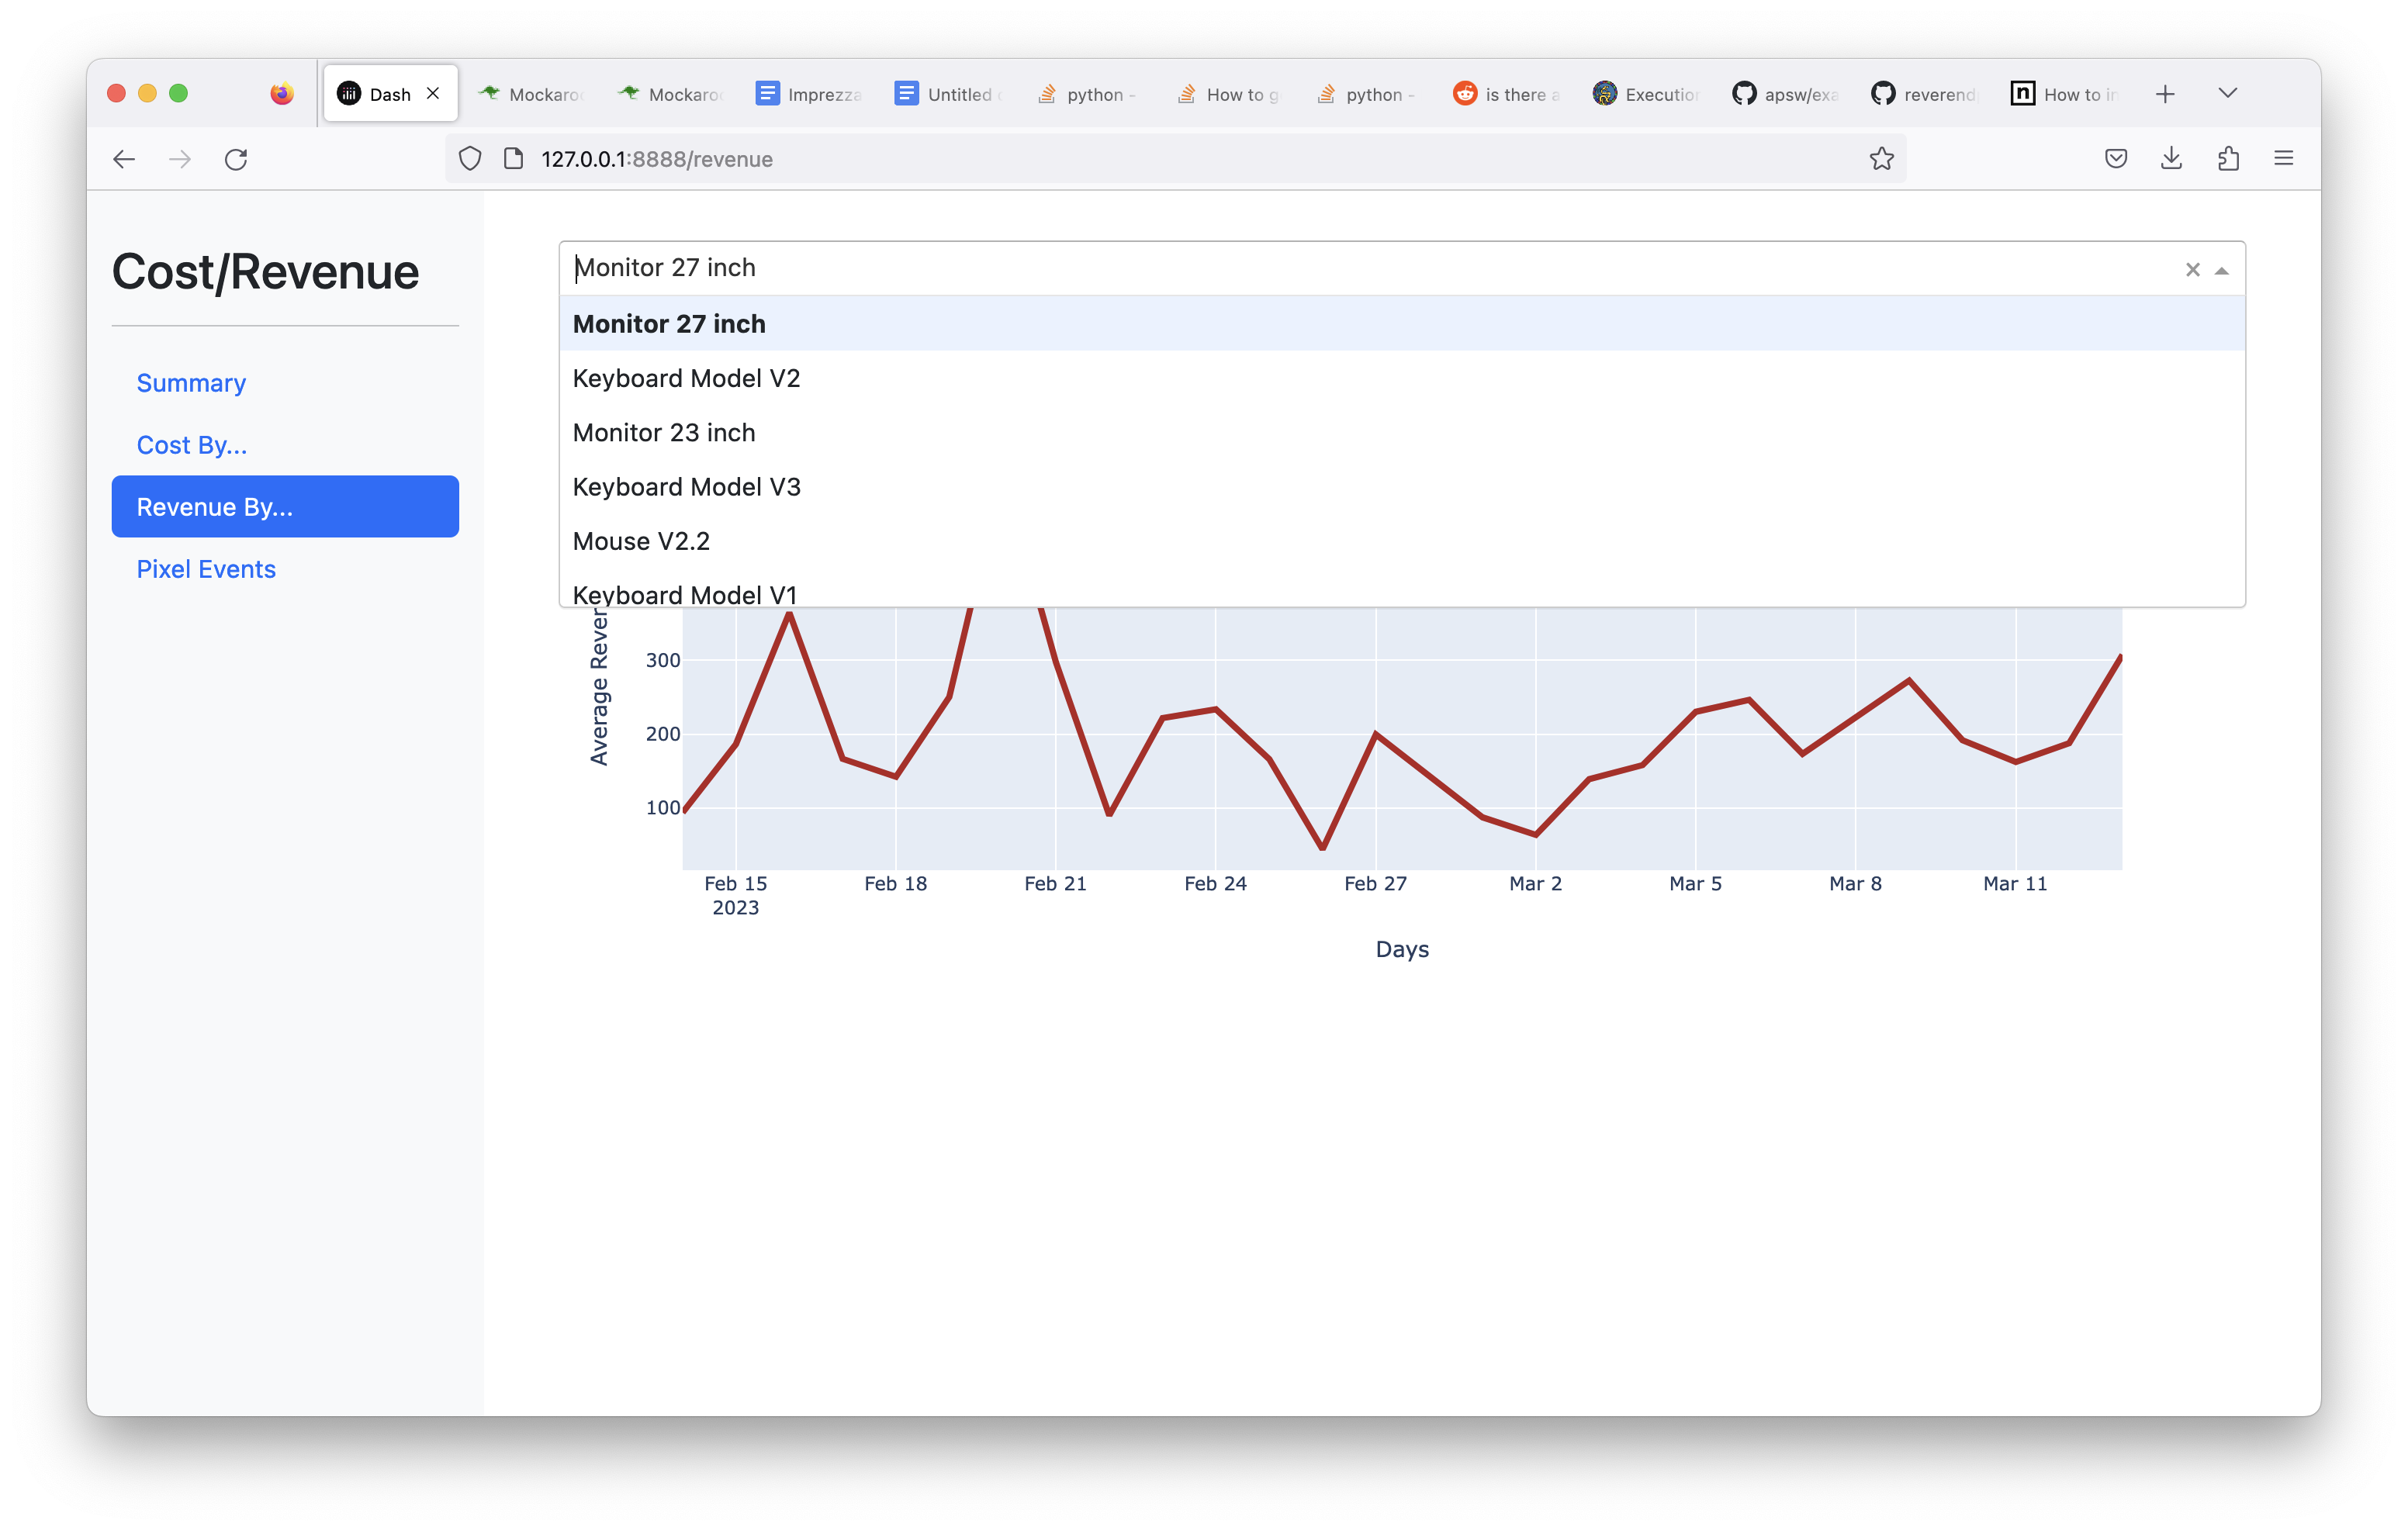 Dash
Mockaroo
Mockaroo
Imprezza
Untitled
python -
How to g
python -
is there a
Execution
apsw/exa
reverend
How to in
127.0.0.1:8888/revenue
Cost/Revenue
Summary
Cost By...
Revenue By...
Pixel Events
Monitor 27 inch
Monitor 27 inch
Keyboard Model V2
Monitor 23 inch
Keyboard Model V3
Mouse V2.2
Keyboard Model V1
Average Rever
300
200
100
Feb 15
2023
Feb 18
Feb 21
Feb 24
Feb 27
Mar 2
Mar 5
Mar 8
Mar 11
Days